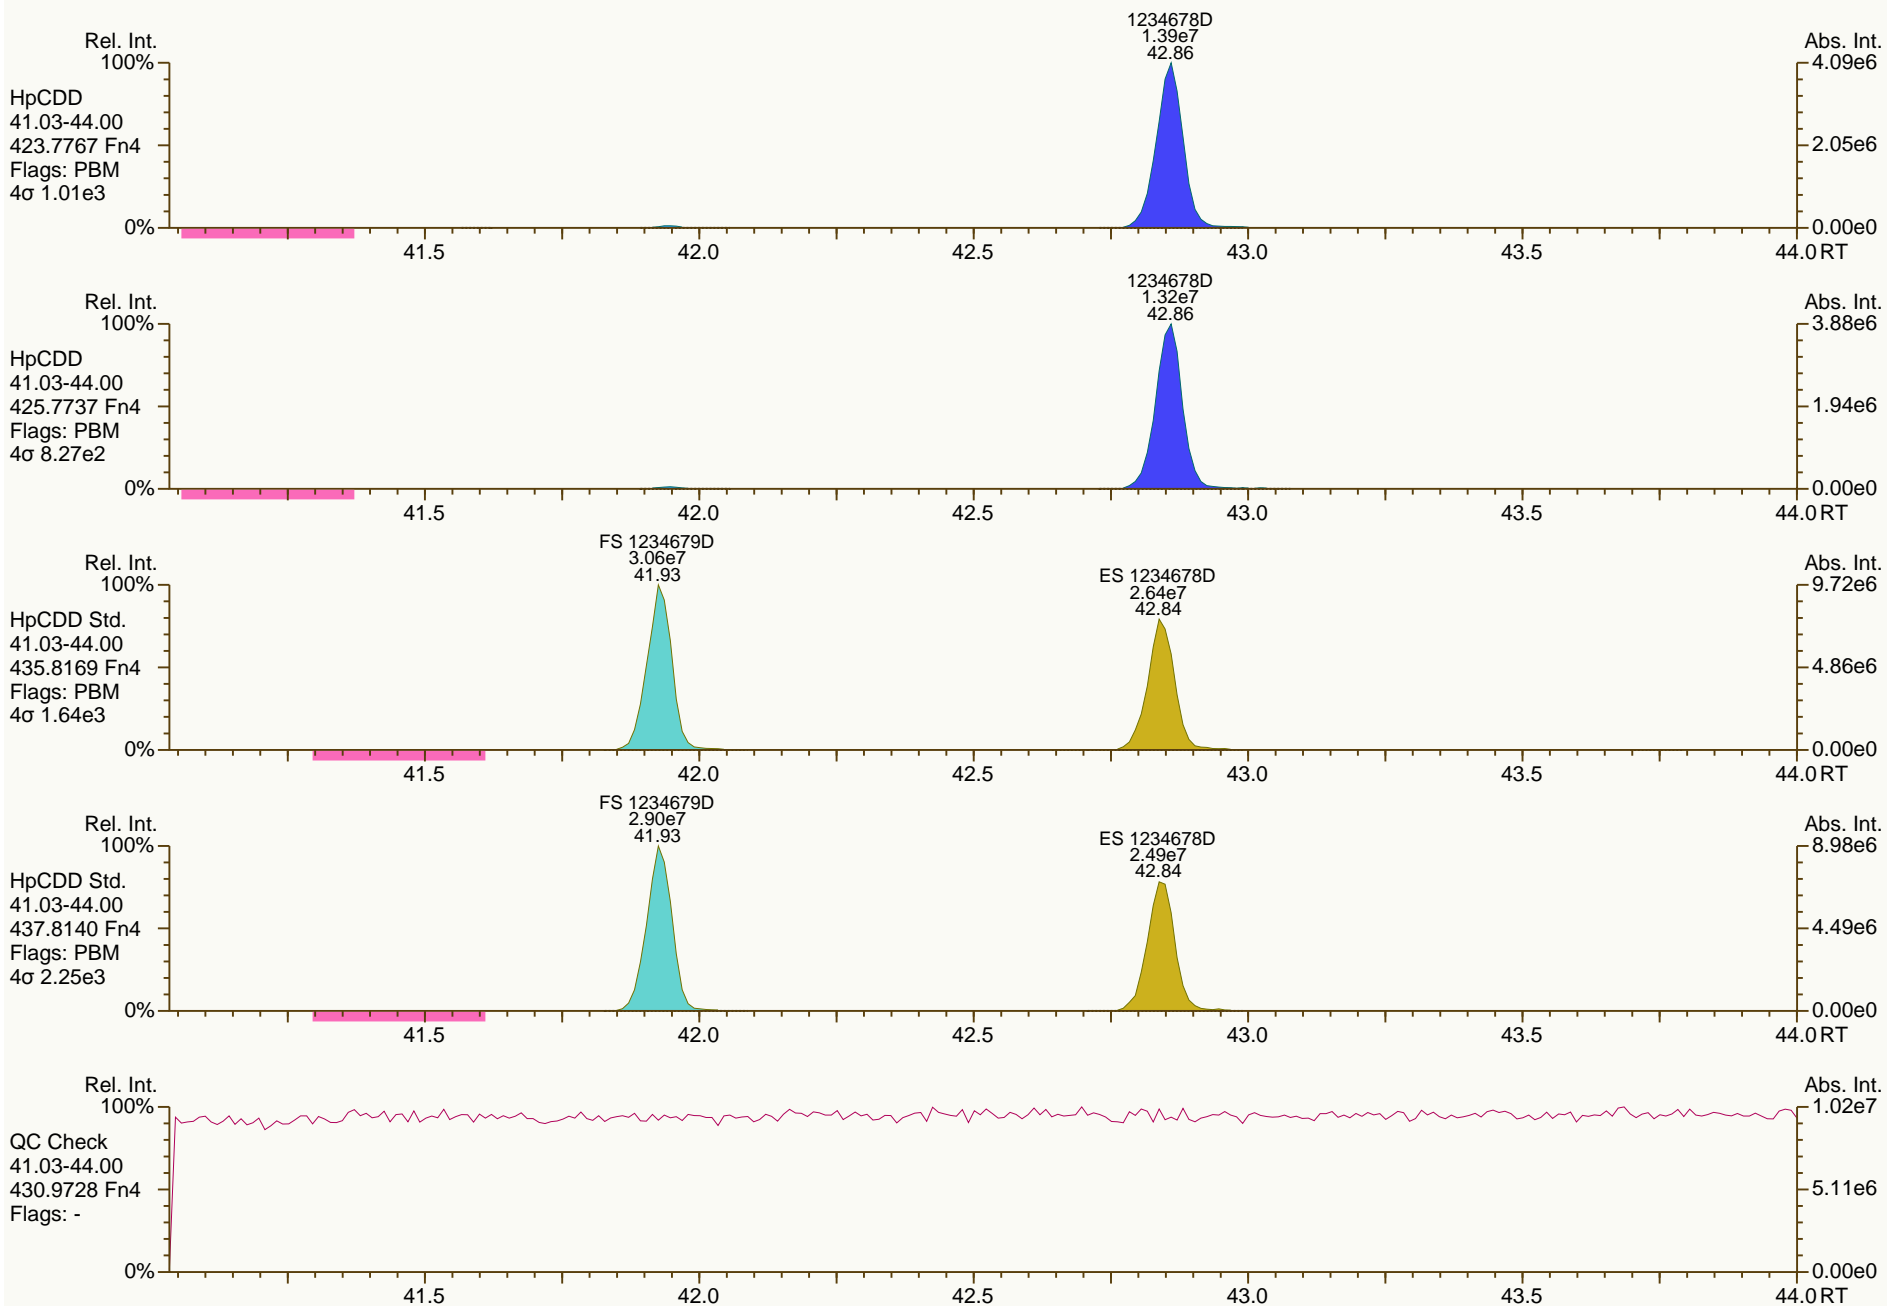 1234678D
1.39e7
42.86
Rel. Int.
Abs. Int.
100%
4.09e6
HpCDD
41.03-44.00
423.7767 Fn4
2.05e6
Flags: PBM
4σ 1.01e3
0%
0.00e0
41.5 42.0 42.5 43.0 43.5 44.0 RT
1234678D
1.32e7
42.86
Rel. Int.
Abs. Int.
100%
3.88e6
HpCDD
41.03-44.00
425.7737 Fn4
1.94e6
Flags: PBM
4σ 8.27e2
0%
0.00e0
41.5 42.0 42.5 43.0 43.5 44.0 RT
FS 1234679D
3.06e7
41.93
ES 1234678D
2.64e7
42.84
Rel. Int.
Abs. Int.
100%
9.72e6
HpCDD Std.
41.03-44.00
435.8169 Fn4
4.86e6
Flags: PBM
4σ 1.64e3
0%
0.00e0
41.5 42.0 42.5 43.0 43.5 44.0 RT
FS 1234679D
2.90e7
41.93
ES 1234678D
2.49e7
42.84
Rel. Int.
Abs. Int.
100%
8.98e6
HpCDD Std.
41.03-44.00
437.8140 Fn4
4.49e6
Flags: PBM
4σ 2.25e3
0%
0.00e0
41.5 42.0 42.5 43.0 43.5 44.0 RT
Rel. Int.
Abs. Int.
100%
1.02e7
QC Check
41.03-44.00
430.9728 Fn4
5.11e6
Flags: -
0%
0.00e0
41.5 42.0 42.5 43.0 43.5 44.0 RT